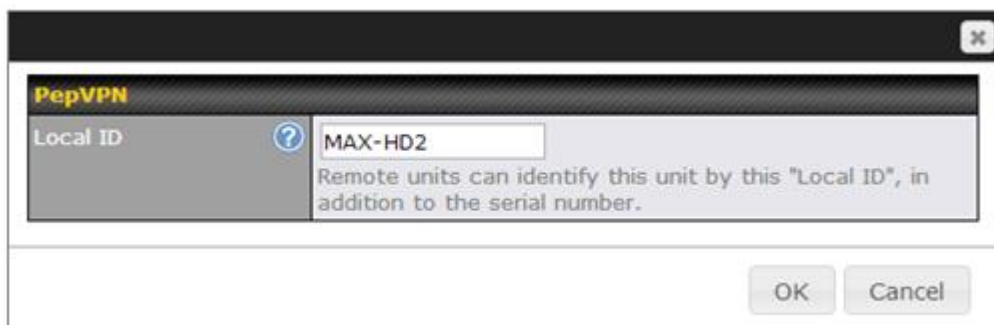 PepVPN
Local ID
MAX-HD2
Remote units can identify this unit by this "Local ID", in
addition to the serial number.
OK Cancel